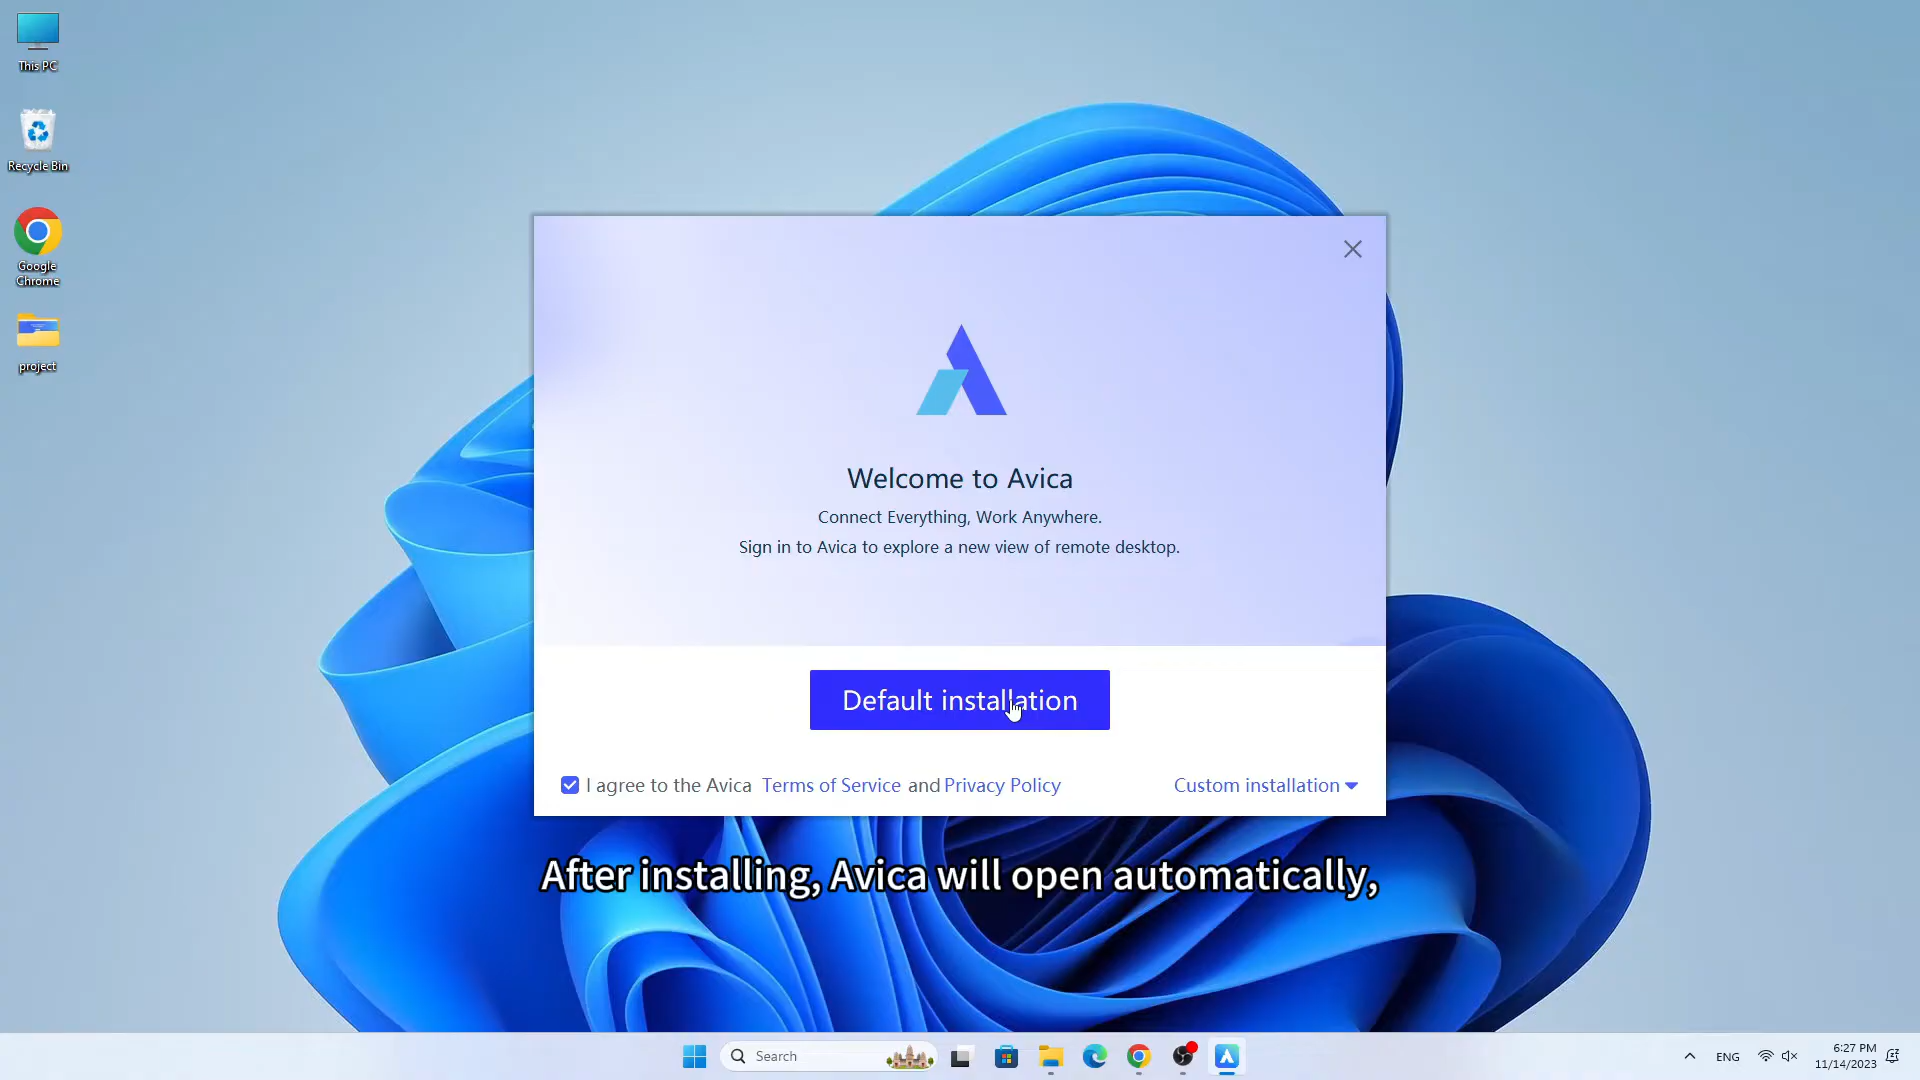 This PC
Recycle Bin
Google
Chrome
project
Welcome to Avica
Connect Everything, Work Anywhere.
Sign in to Avica to explore a new view of remote desktop.
Default installation
I agree to the Avica Terms of Service and Privacy Policy
Custom installation
After installing, Avica will open automatically,
Search
ENG
6:27 PM
11/14/2023